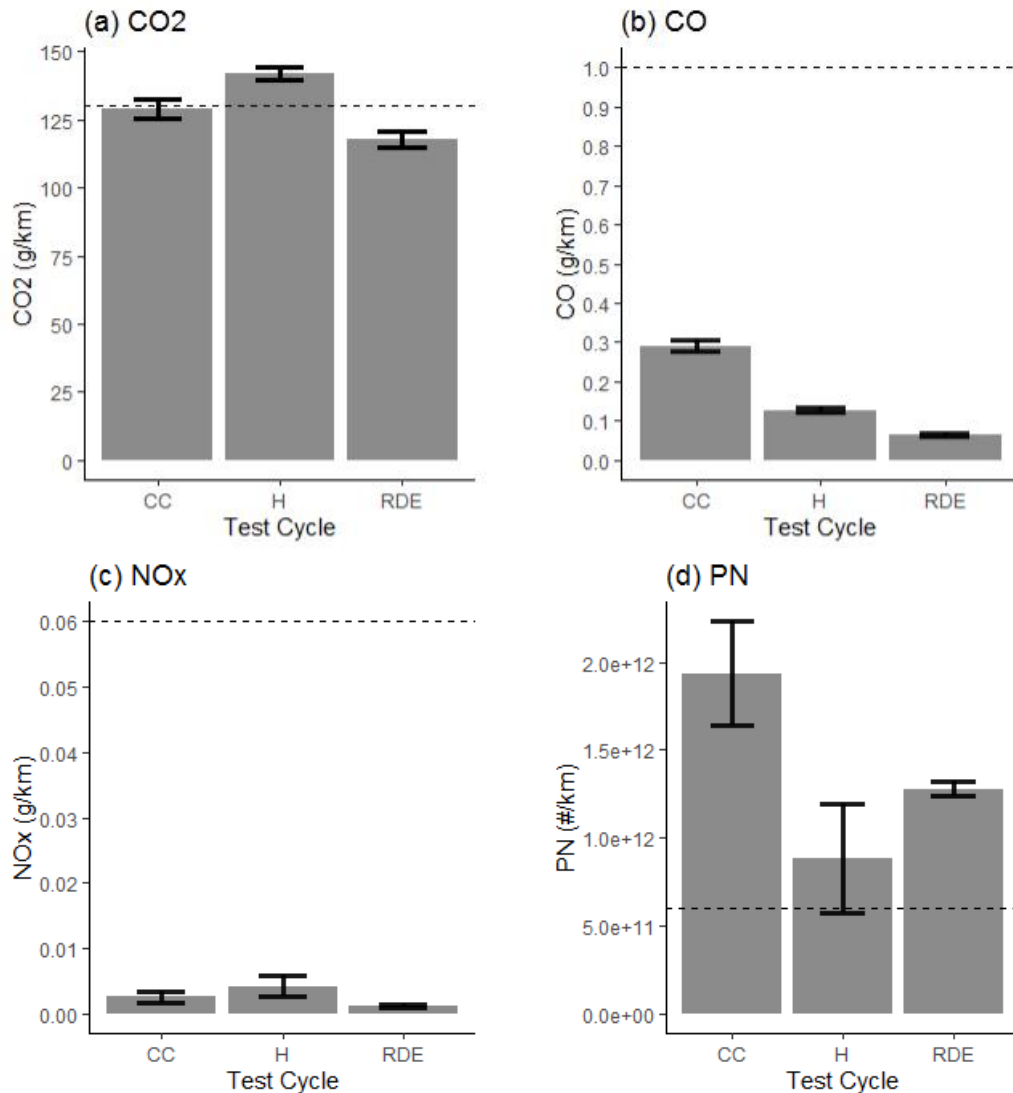 (a) CO2
CO2 (g/km)
150
125
100
75
50
25
0
CC H RDE
Test Cycle
(b) CO
CO (g/km)
1.0
0.9
0.8
0.7
0.6
0.5
0.4
0.3
0.2
0.1
0.0
CC H RDE
Test Cycle
(c) NOx
NOx (g/km)
0.06
0.05
0.04
0.03
0.02
0.01
0.00
CC H RDE
Test Cycle
(d) PN
PN (#/km)
2.0e+12
1.5e+12
1.0e+12
5.0e+11
0.0e+00
CC H RDE
Test Cycle